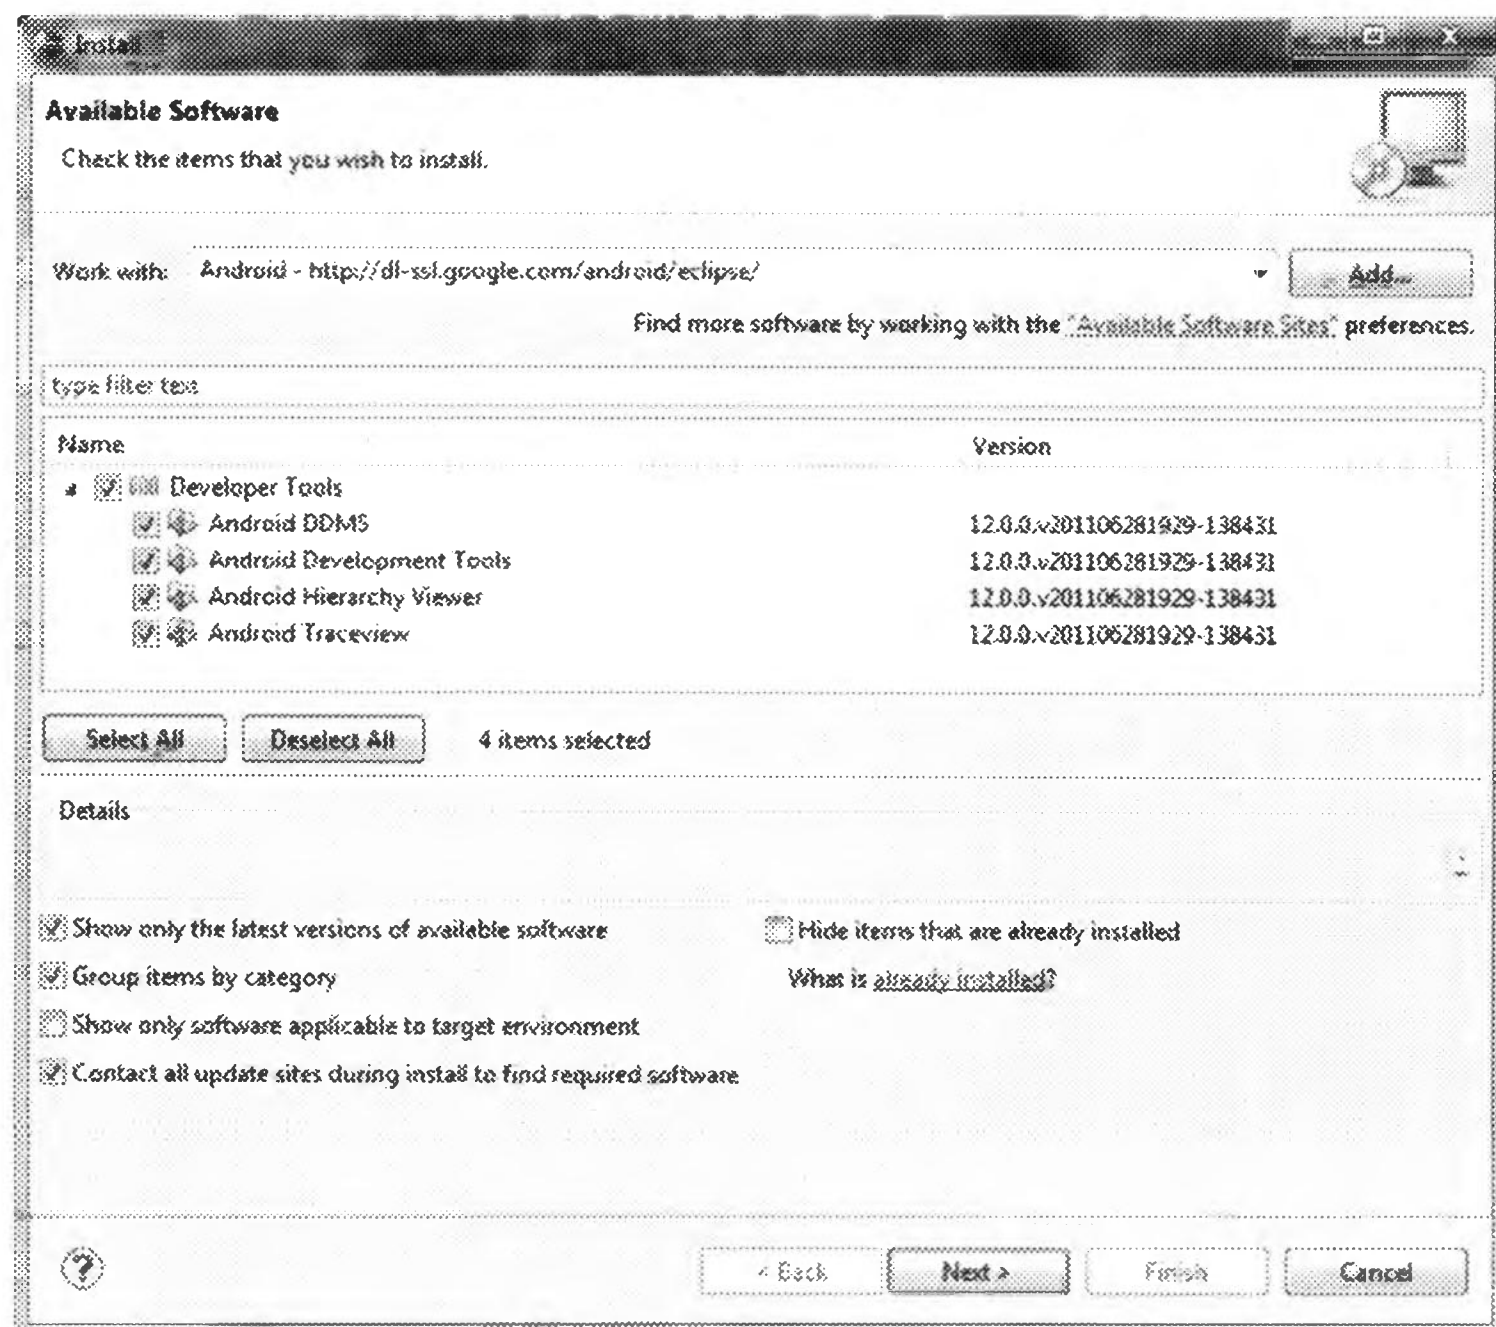 Install
Available Software
Check the items that you wish to install.
Work with: Android - http://dl-ssl.google.com/android/eclipse/ Add...
Find more software by working with the "Available Software Sites" preferences.
type filter text
Name Version
Developer Tools
Android DDMS 12.0.0.v201106281929-138431
Android Development Tools 12.0.0.v201106281929-138431
Android Hierarchy Viewer 12.0.0.v201106281929-138431
Android Traceview 12.0.0.v201106281929-138431
Select All Deselect All 4 items selected
Details
Show only the latest versions of available software Hide items that are already installed
Group items by category What is already installed?
Show only software applicable to target environment
Contact all update sites during install to find required software
? < Back Next > Finish Cancel